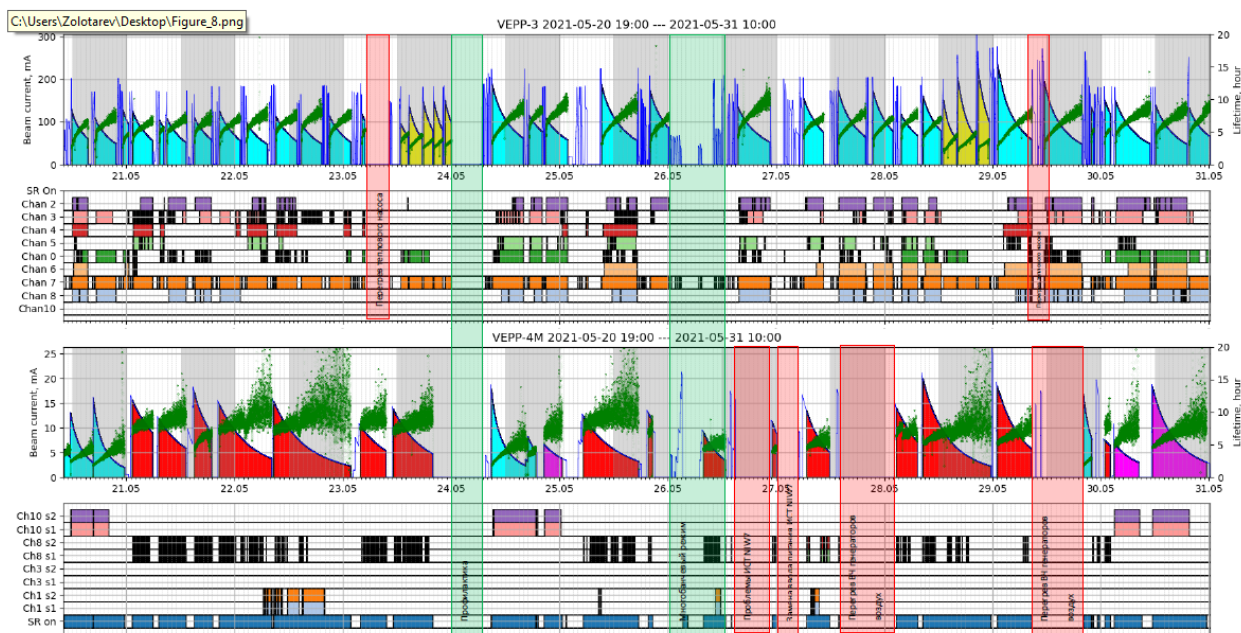 C:\Users\Zolotarev\Desktop\Figure_8.png
VEPP-3 2021-05-20 19:00 --- 2021-05-31 10:00
Beam current, mA
300
200
100
0
Lifetime, hour
20
15
10
5
0
21.05 22.05 23.05 24.05 25.05 26.05 27.05 28.05 29.05 30.05 31.05
SR On
Chan 2
Chan 3
Chan 4
Chan 5
Chan 0
Chan 6
Chan 7
Chan 8
Chan10
Перегрев теплового насоса
VEPP-4M 2021-05-20 19:00 --- 2021-05-31 10:00
Beam current, mA
25
20
15
10
5
0
Lifetime, hour
20
15
10
5
0
21.05 22.05 23.05 24.05 25.05 26.05 27.05 28.05 29.05 30.05 31.05
Ch10 s2
Ch10 s1
Ch8 s2
Ch8 s1
Ch3 s2
Ch3 s1
Ch1 s2
Ch1 s1
SR on
Профилактика
Многобанчевый режим
Проблемы ИСТ NIW7
питания ИСТ NIW7
Перегрев ВЧ генераторов
воздух
Перегрев ВЧ генераторов
воздух